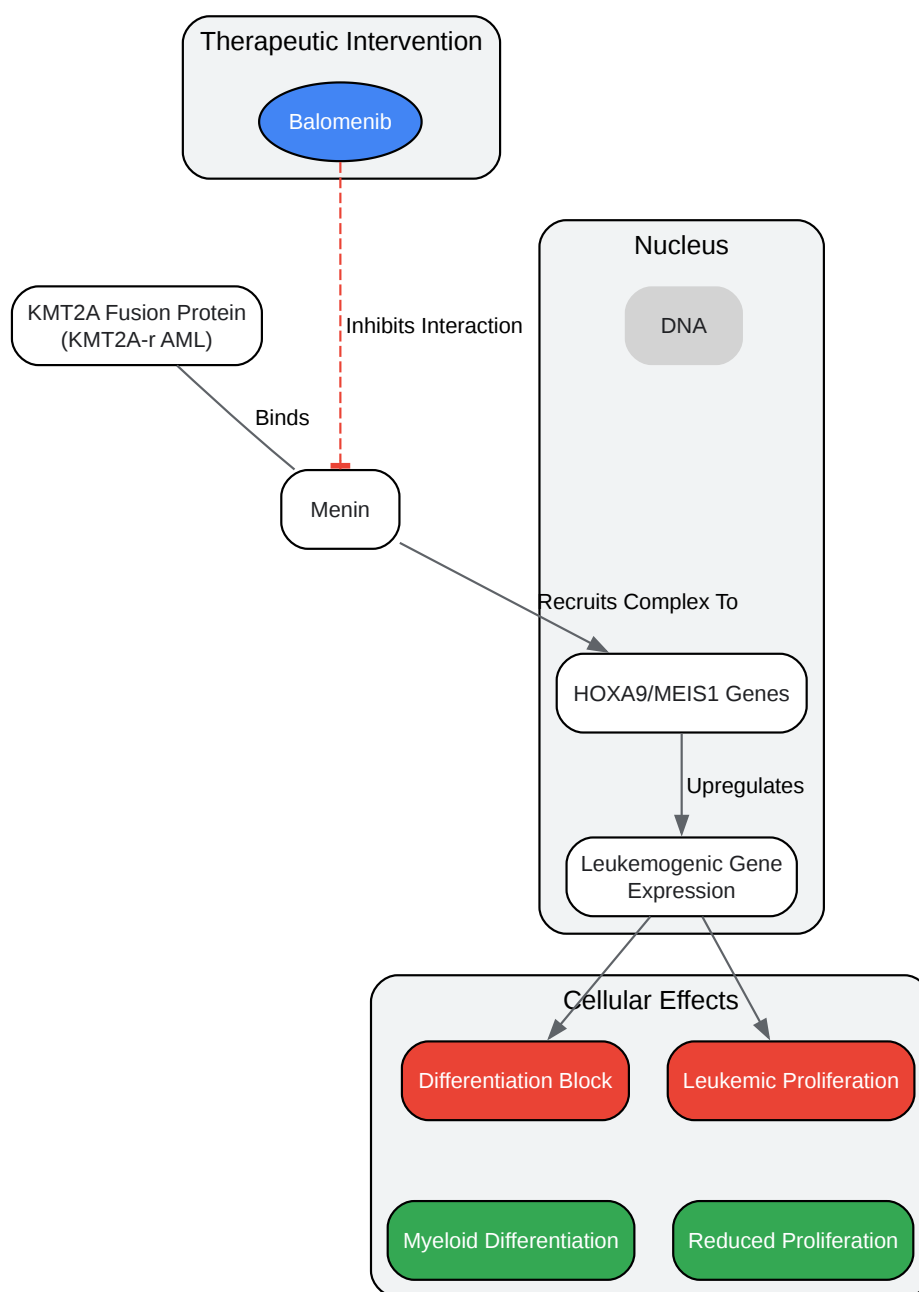 Therapeutic Intervention
Balomenib
Nucleus
KMT2A Fusion Protein
(KMT2A-r AML)
DNA
Inhibits Interaction
Binds
Menin
Recruits Complex To
HOXA9/MEIS1 Genes
Upregulates
Leukemogenic Gene
Expression
Cellular Effects
Differentiation Block
Leukemic Proliferation
Myeloid Differentiation
Reduced Proliferation